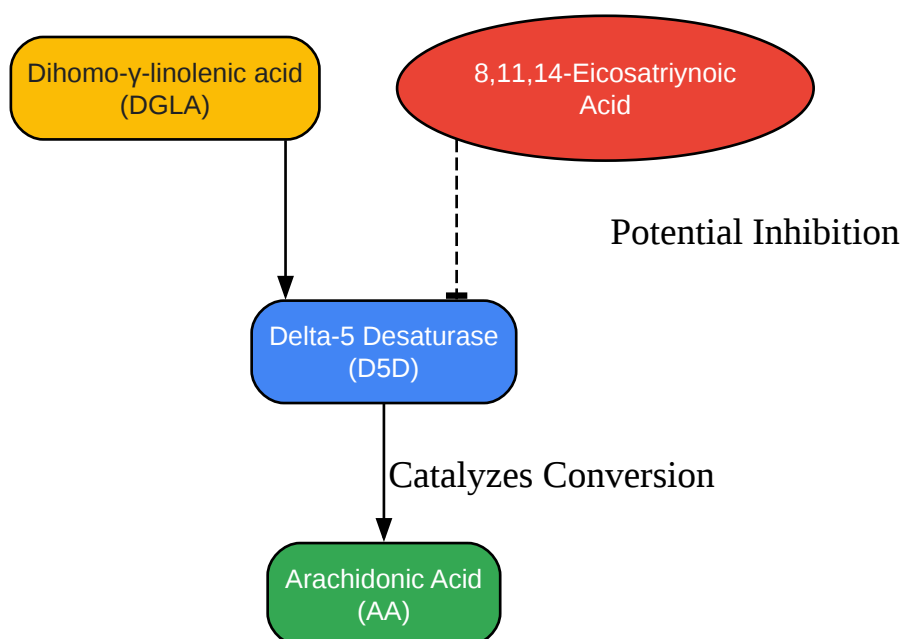 Dihomo-γ-linolenic acid
(DGLA)
8,11,14-Eicosatriynoic
Acid
Potential Inhibition
Delta-5 Desaturase
(D5D)
Catalyzes Conversion
Arachidonic Acid
(AA)